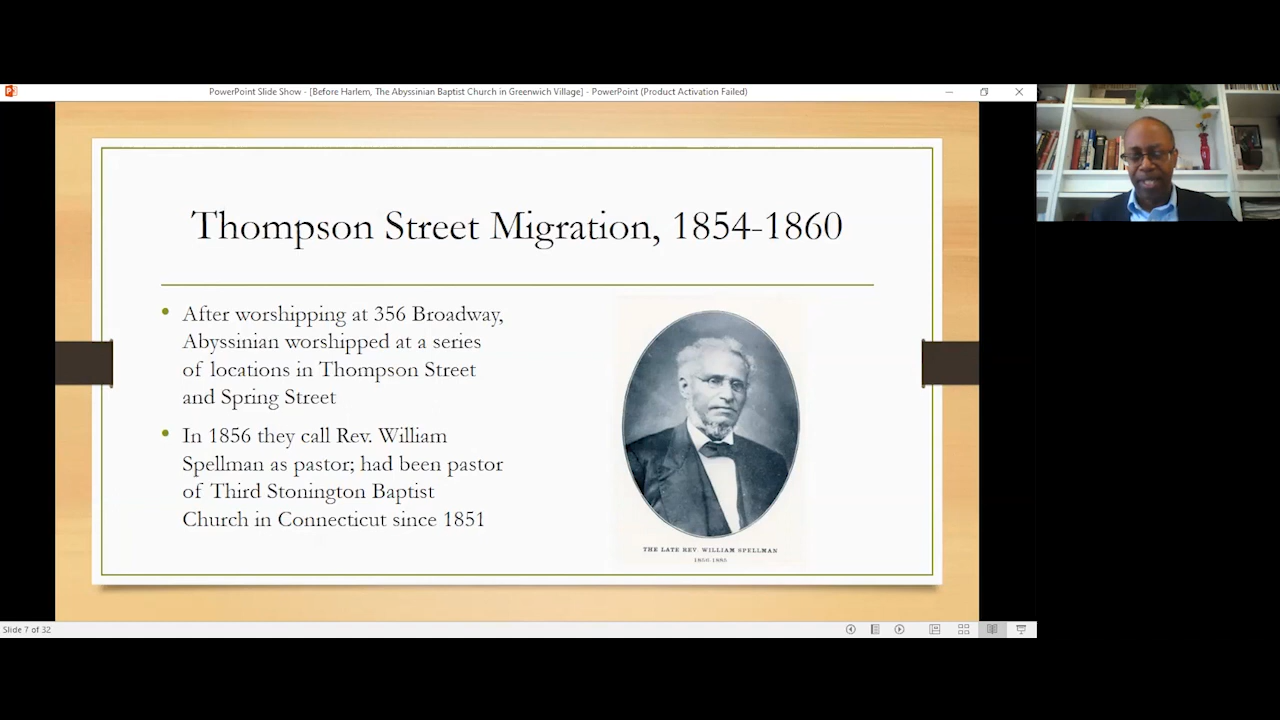 PowerPoint Slide Show - [Before Harlem, The Abyssinian Baptist Church in Greenwich Village] - PowerPoint (Product Activation Failed)
Thompson Street Migration, 1854-1860
• After worshipping at 356 Broadway,
Abyssinian worshipped at a series
of locations in Thompson Street
and Spring Street
• In 1856 they call Rev. William
Spellman as pastor; had been pastor
of Third Stonington Baptist
Church in Connecticut since 1851
THE LATE REV. WILLIAM SPELLMAN
Slide 7 of 32